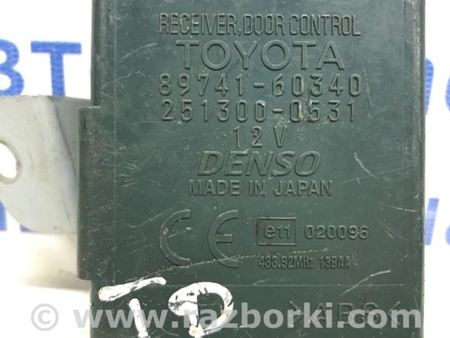 RECEIVER, DOOR CONTROL
TOYOTA
89741-60340
251300-0531
12V
DENSO
MADE IN JAPAN
CE e11 020096
433.92MHz 136AA
TD
www.razborki.com